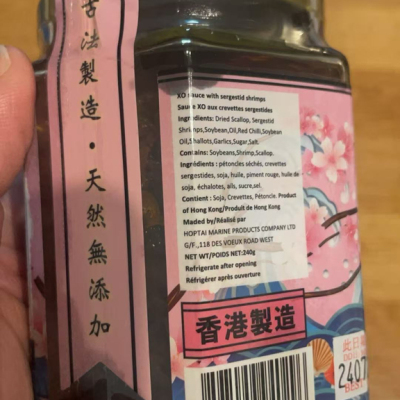 古法製造・天然無添加
XO sauce with sergestid shrimps
Sauce XO aux crevettes sergestides
Ingredients: Dried Scallop, Sergestid
Shrimps,Soybean,Oil,Red Chilli,Soybean
Oil,Shallots,Garlics,Sugar,Salt.
Contains: Soybeans,Shrimp,Scallop.
Ingrédients : pétoncles séchés, crevettes
sergestides, soja, huile, piment rouge, huile de
soja, échalotes, ails, sucre,sel.
Contient : Soja, Crevettes, Pétoncle. Product
of Hong Kong/Produit de Hong Kong
Maded by/Réalisé par
HOPTAI MARINE PRODUCTS COMPANY LTD
G/F.,118 DES VOEUX ROAD WEST
NET WT/POIDS NET:240g
Refrigerate after opening
Réfrigérer après ouverture
香港製造
此日
2407
BEST